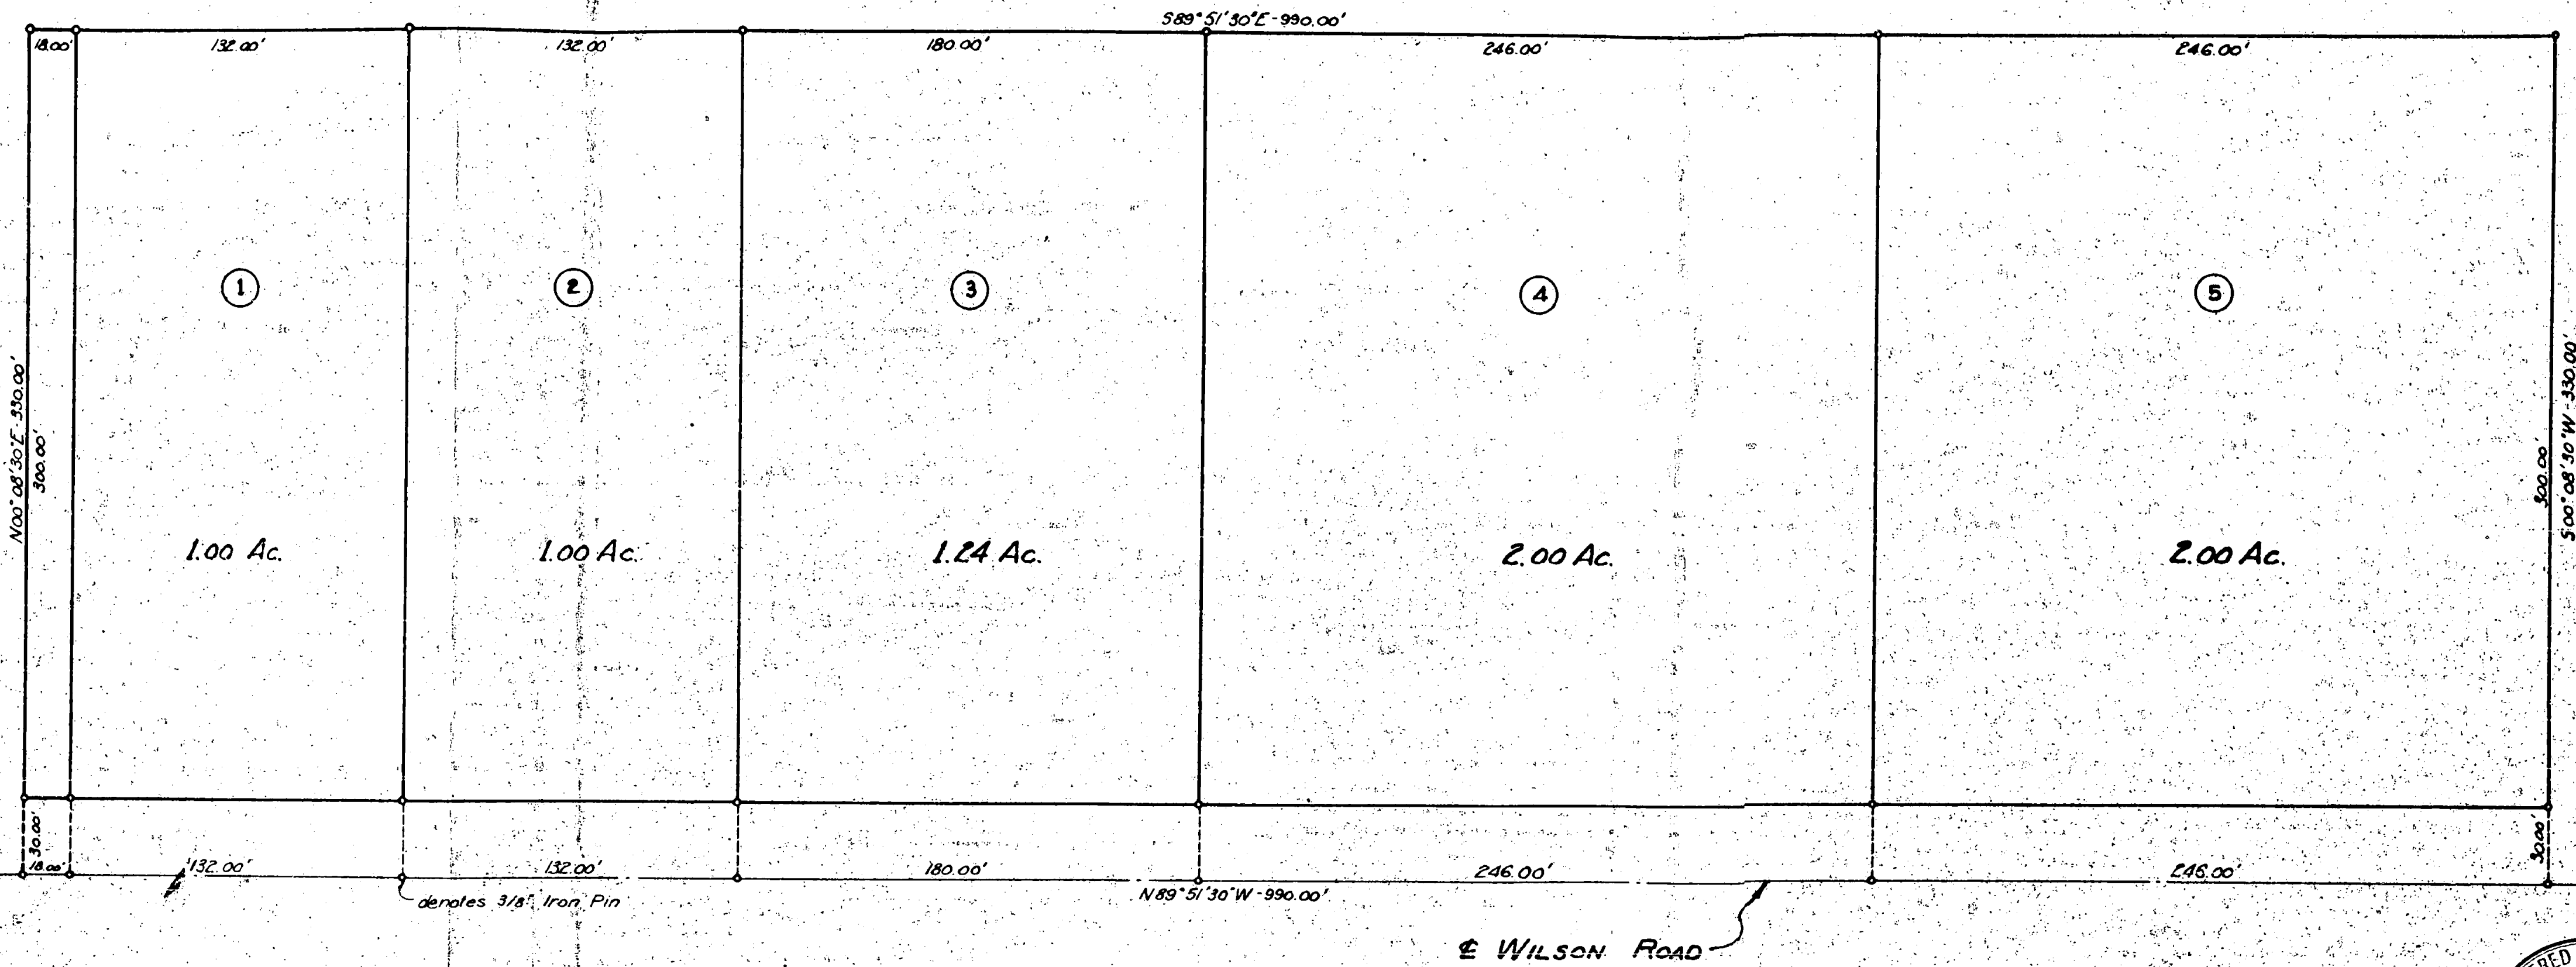 S89°51'30"E-990.00'
18.00' 132.00' 132.00' 180.00' 246.00' 246.00'
1 2 3 4 5
N00°08'30"E-330.00'
300.00'
300.00'
S00°08'30"W-330.00'
1.00 Ac. 1.00 Ac. 1.24 Ac. 2.00 Ac. 2.00 Ac.
30.00'
30.00'
18.00' 132.00' 132.00' 180.00' 246.00' 246.00'
denotes 3/8" Iron Pin
N89°51'30"W-990.00'
℄ WILSON ROAD